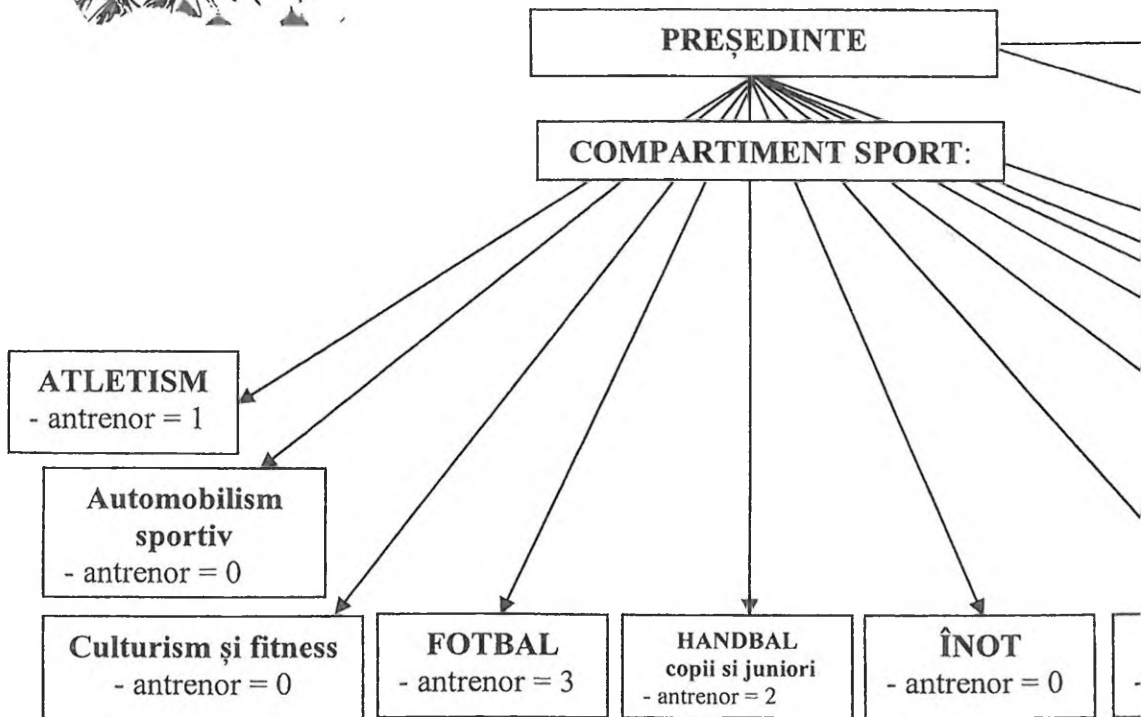 PREȘEDINTE
COMPARTIMENT SPORT:
ATLETISM
- antrenor = 1
Automobilism
sportiv
- antrenor = 0
Culturism și fitness
- antrenor = 0
FOTBAL
- antrenor = 3
HANDBAL
copii si juniori
- antrenor = 2
ÎNOT
- antrenor = 0
-